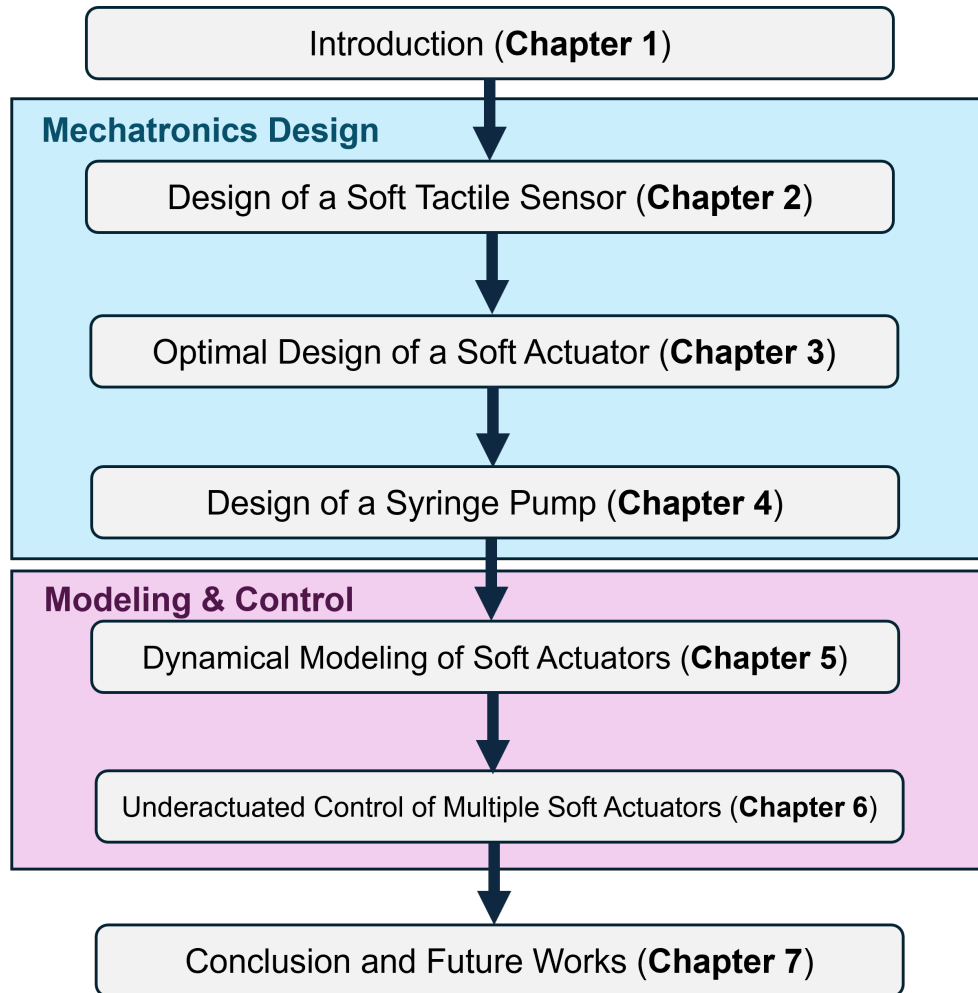 Introduction (Chapter 1)
Mechatronics Design
Design of a Soft Tactile Sensor (Chapter 2)
Optimal Design of a Soft Actuator (Chapter 3)
Design of a Syringe Pump (Chapter 4)
Modeling & Control
Dynamical Modeling of Soft Actuators (Chapter 5)
Underactuated Control of Multiple Soft Actuators (Chapter 6)
Conclusion and Future Works (Chapter 7)